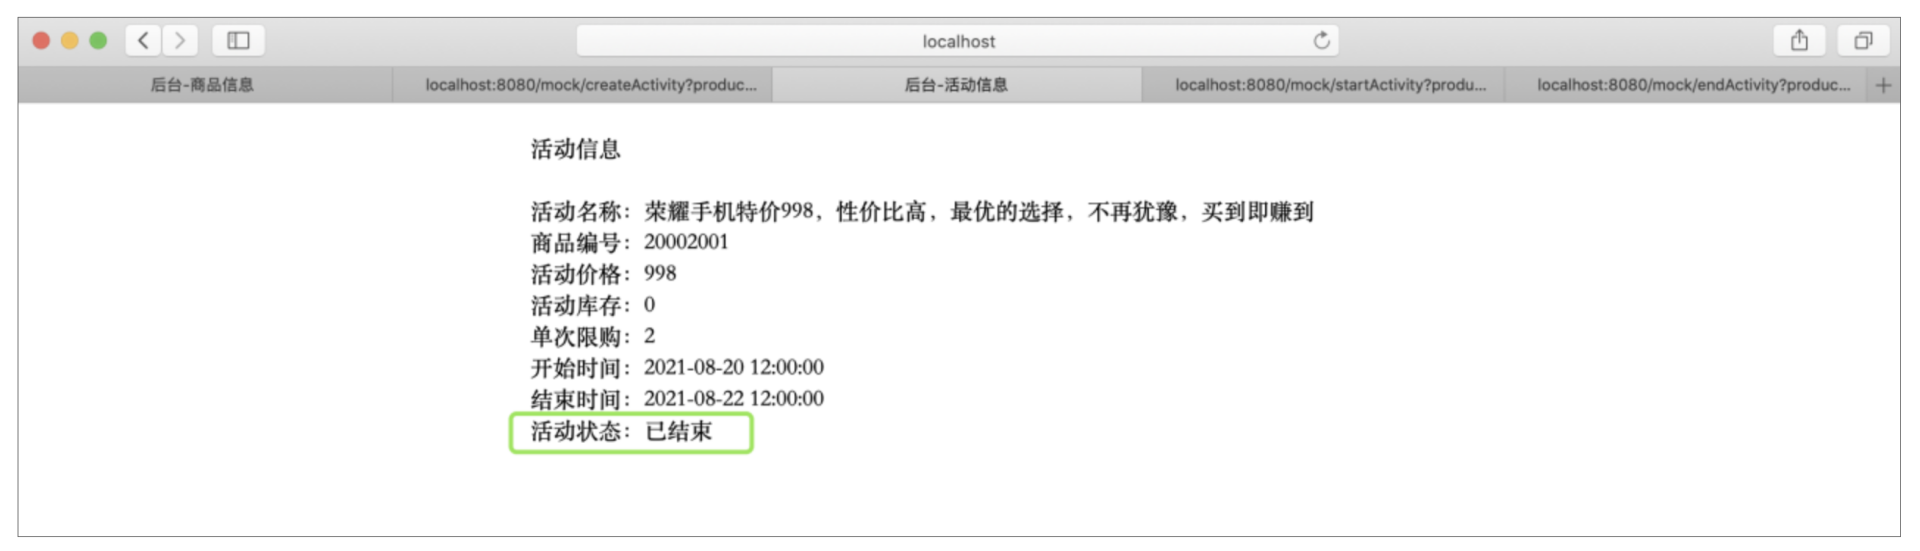 localhost
后台-商品信息
localhost:8080/mock/createActivity?produc...
后台-活动信息
localhost:8080/mock/startActivity?produ...
localhost:8080/mock/endActivity?produc...
活动信息
活动名称：荣耀手机特价998，性价比高，最优的选择，不再犹豫，买到即赚到
商品编号：20002001
活动价格：998
活动库存：0
单次限购：2
开始时间：2021-08-20 12:00:00
结束时间：2021-08-22 12:00:00
活动状态：已结束